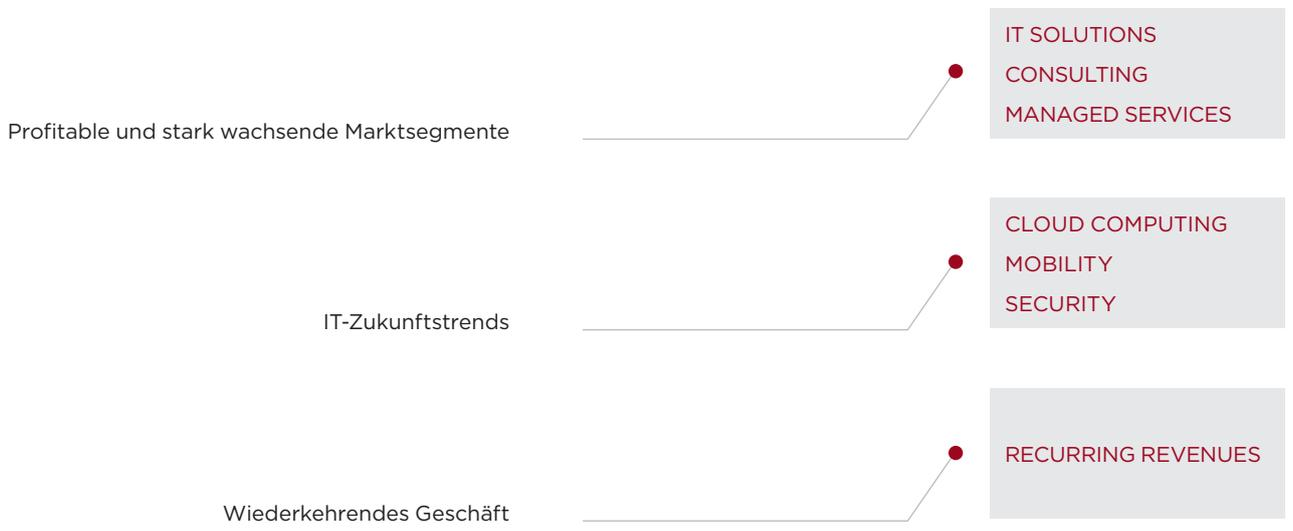 Profitable und stark wachsende Marktsegmente
IT SOLUTIONS
CONSULTING
MANAGED SERVICES
IT-Zukunftstrends
CLOUD COMPUTING
MOBILITY
SECURITY
Wiederkehrendes Geschäft
RECURRING REVENUES